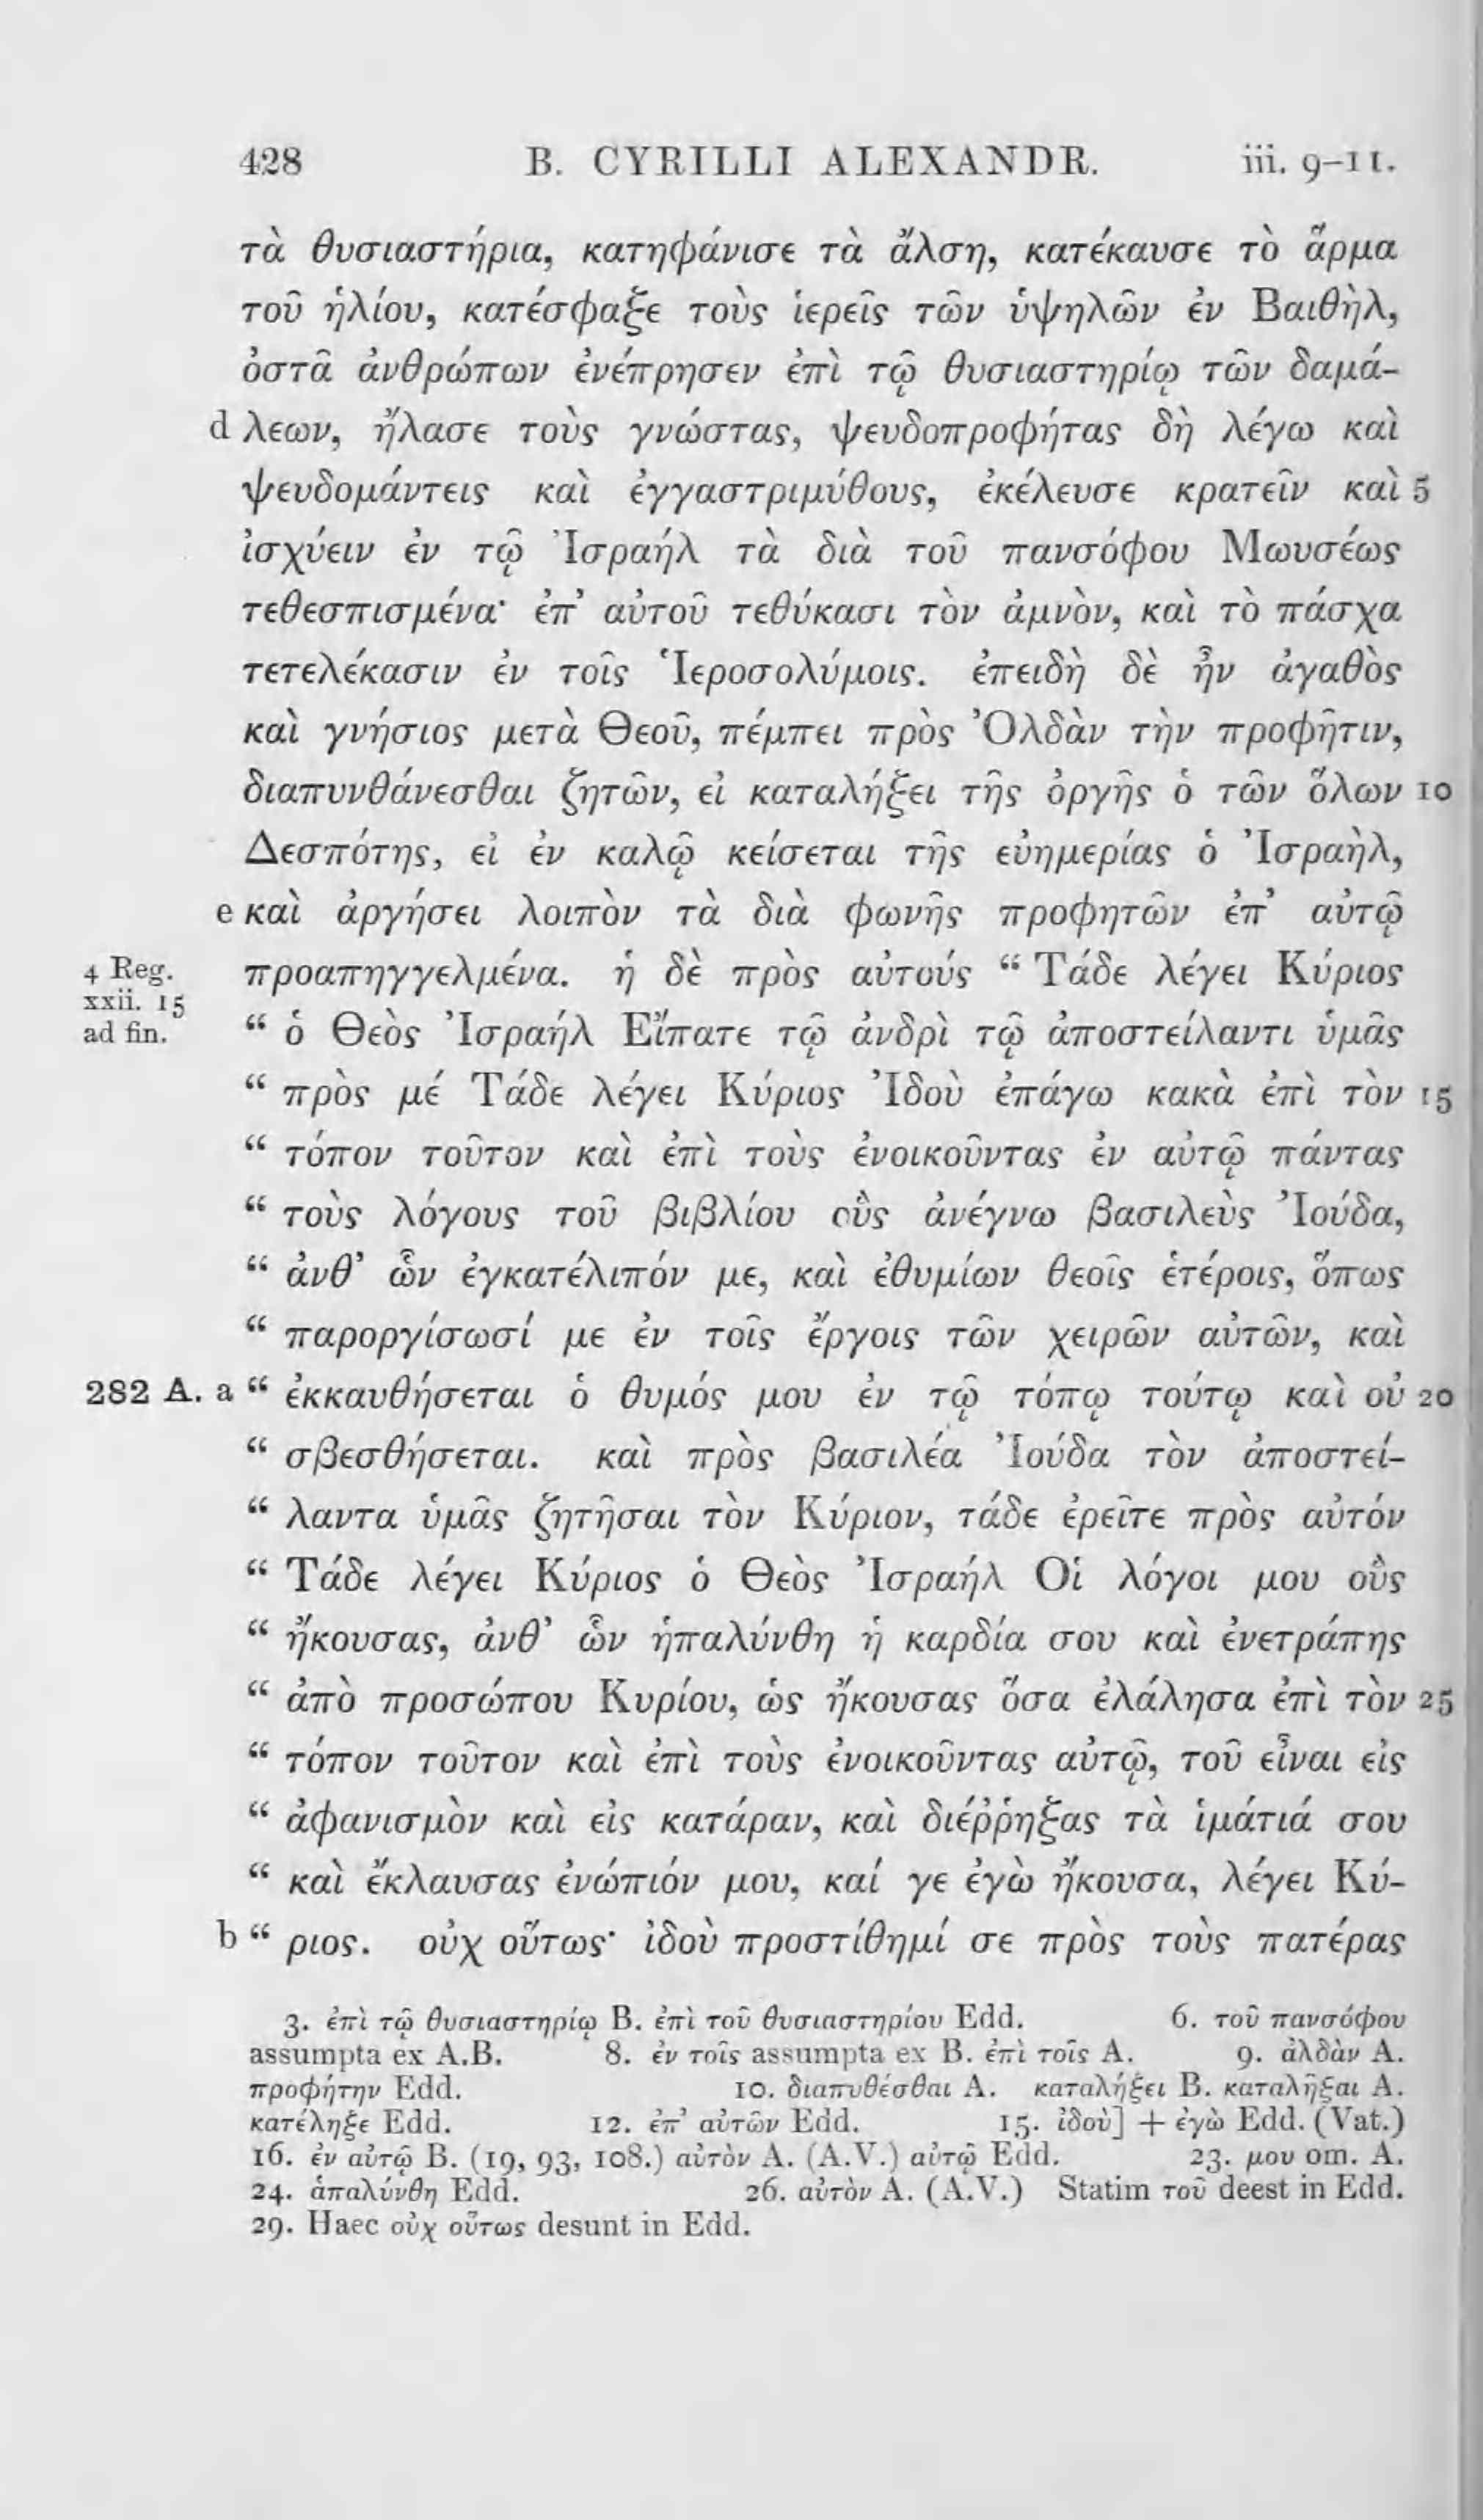 428 B. CYRILLI ALEXANDR. iii. 9–11.
τὰ θυσιαστήρια, κατηφάνισε τὰ ἄλση, κατέκαυσε τὸ ἅρμα
τοῦ ἡλίου, κατέσφαξε τοὺς ἱερεῖς τῶν ὑψηλῶν ἐν Βαιθὴλ,
ὀστᾶ ἀνθρώπων ἐνέπρησεν ἐπὶ τῷ θυσιαστηρίῳ τῶν δαμά-
d λεων, ἤλασε τοὺς γνώστας, ψευδοπροφήτας δὴ λέγω καὶ
ψευδομάντεις καὶ ἐγγαστριμύθους, ἐκέλευσε κρατεῖν καὶ 5
ἰσχύειν ἐν τῷ Ἰσραήλ τὰ διὰ τοῦ πανσόφου Μωυσέως
τεθεσπισμένα· ἐπ’ αὐτοῦ τεθύκασι τὸν ἀμνὸν, καὶ τὸ πάσχα
τετελέκασιν ἐν τοῖς Ἱεροσολύμοις. ἐπειδὴ δὲ ἦν ἀγαθὸς
καὶ γνήσιος μετὰ Θεοῦ, πέμπει πρὸς Ὀλδὰν τὴν προφῆτιν,
διαπυνθάνεσθαι ζητῶν, εἰ καταλήξει τῆς ὀργῆς ὁ τῶν ὅλων 10
Δεσπότης, εἰ ἐν καλῷ κείσεται τῆς εὐημερίας ὁ Ἰσραὴλ,
e καὶ ἀργήσει λοιπὸν τὰ διὰ φωνῆς προφητῶν ἐπ’ αὐτῷ
4 Reg. προαπηγγελμένα. ἡ δὲ πρὸς αὐτούς “ Τάδε λέγει Κύριος
xxii. 15
ad fin. “ ὁ Θεὸς Ἰσραήλ Εἴπατε τῷ ἀνδρὶ τῷ ἀποστείλαντι ὑμᾶς
“ πρὸς μέ Τάδε λέγει Κύριος Ἰδοὺ ἐπάγω κακὰ ἐπὶ τὸν 15
“ τόπον τοῦτον καὶ ἐπὶ τοὺς ἐνοικοῦντας ἐν αὐτῷ πάντας
“ τοὺς λόγους τοῦ βιβλίου οὓς ἀνέγνω βασιλεὺς Ἰούδα,
“ ἀνθ’ ὧν ἐγκατέλιπόν με, καὶ ἐθυμίων θεοῖς ἑτέροις, ὅπως
“ παροργίσωσί με ἐν τοῖς ἔργοις τῶν χειρῶν αὐτῶν, καὶ
282 A. a “ ἐκκαυθήσεται ὁ θυμός μου ἐν τῷ τόπῳ τούτῳ καὶ οὐ 20
“ σβεσθήσεται. καὶ πρὸς βασιλέα Ἰούδα τὸν ἀποστεί-
“ λαντα ὑμᾶς ζητῆσαι τὸν Κύριον, τάδε ἐρεῖτε πρὸς αὐτόν
“ Τάδε λέγει Κύριος ὁ Θεὸς Ἰσραήλ Οἱ λόγοι μου οὓς
“ ἤκουσας, ἀνθ’ ὧν ἡπαλύνθη ἡ καρδία σου καὶ ἐνετράπης
“ ἀπὸ προσώπου Κυρίου, ὡς ἤκουσας ὅσα ἐλάλησα ἐπὶ τὸν 25
“ τόπον τοῦτον καὶ ἐπὶ τοὺς ἐνοικοῦντας αὐτῷ, τοῦ εἶναι εἰς
“ ἀφανισμὸν καὶ εἰς κατάραν, καὶ διέῤῥηξας τὰ ἱμάτιά σου
“ καὶ ἔκλαυσας ἐνώπιόν μου, καί γε ἐγὼ ἤκουσα, λέγει Κύ-
b “ ριος. οὐχ οὕτως· ἰδοὺ προστίθημί σε πρὸς τοὺς πατέρας
3. ἐπὶ τῷ θυσιαστηρίῳ B. ἐπὶ τοῦ θυσιαστηρίου Edd. 6. τοῦ πανσόφου
assumpta ex A.B. 8. ἐν τοῖς assumpta ex B. ἐπὶ τοῖς A. 9. ἀλδὰν A.
προφήτην Edd. 10. διαπυθέσθαι A. καταλήξει B. καταλῆξαι A.
κατέληξε Edd. 12. ἐπ’ αὐτῶν Edd. 15. ἰδοὺ] + ἐγὼ Edd. (Vat.)
16. ἐν αὐτῷ B. (19, 93, 108.) αὐτὸν A. (A.V.) αὐτῷ Edd. 23. μου om. A.
24. ἁπαλύνθη Edd. 26. αὐτὸν A. (A.V.) Statim τοῦ deest in Edd.
29. Haec οὐχ οὕτως desunt in Edd.